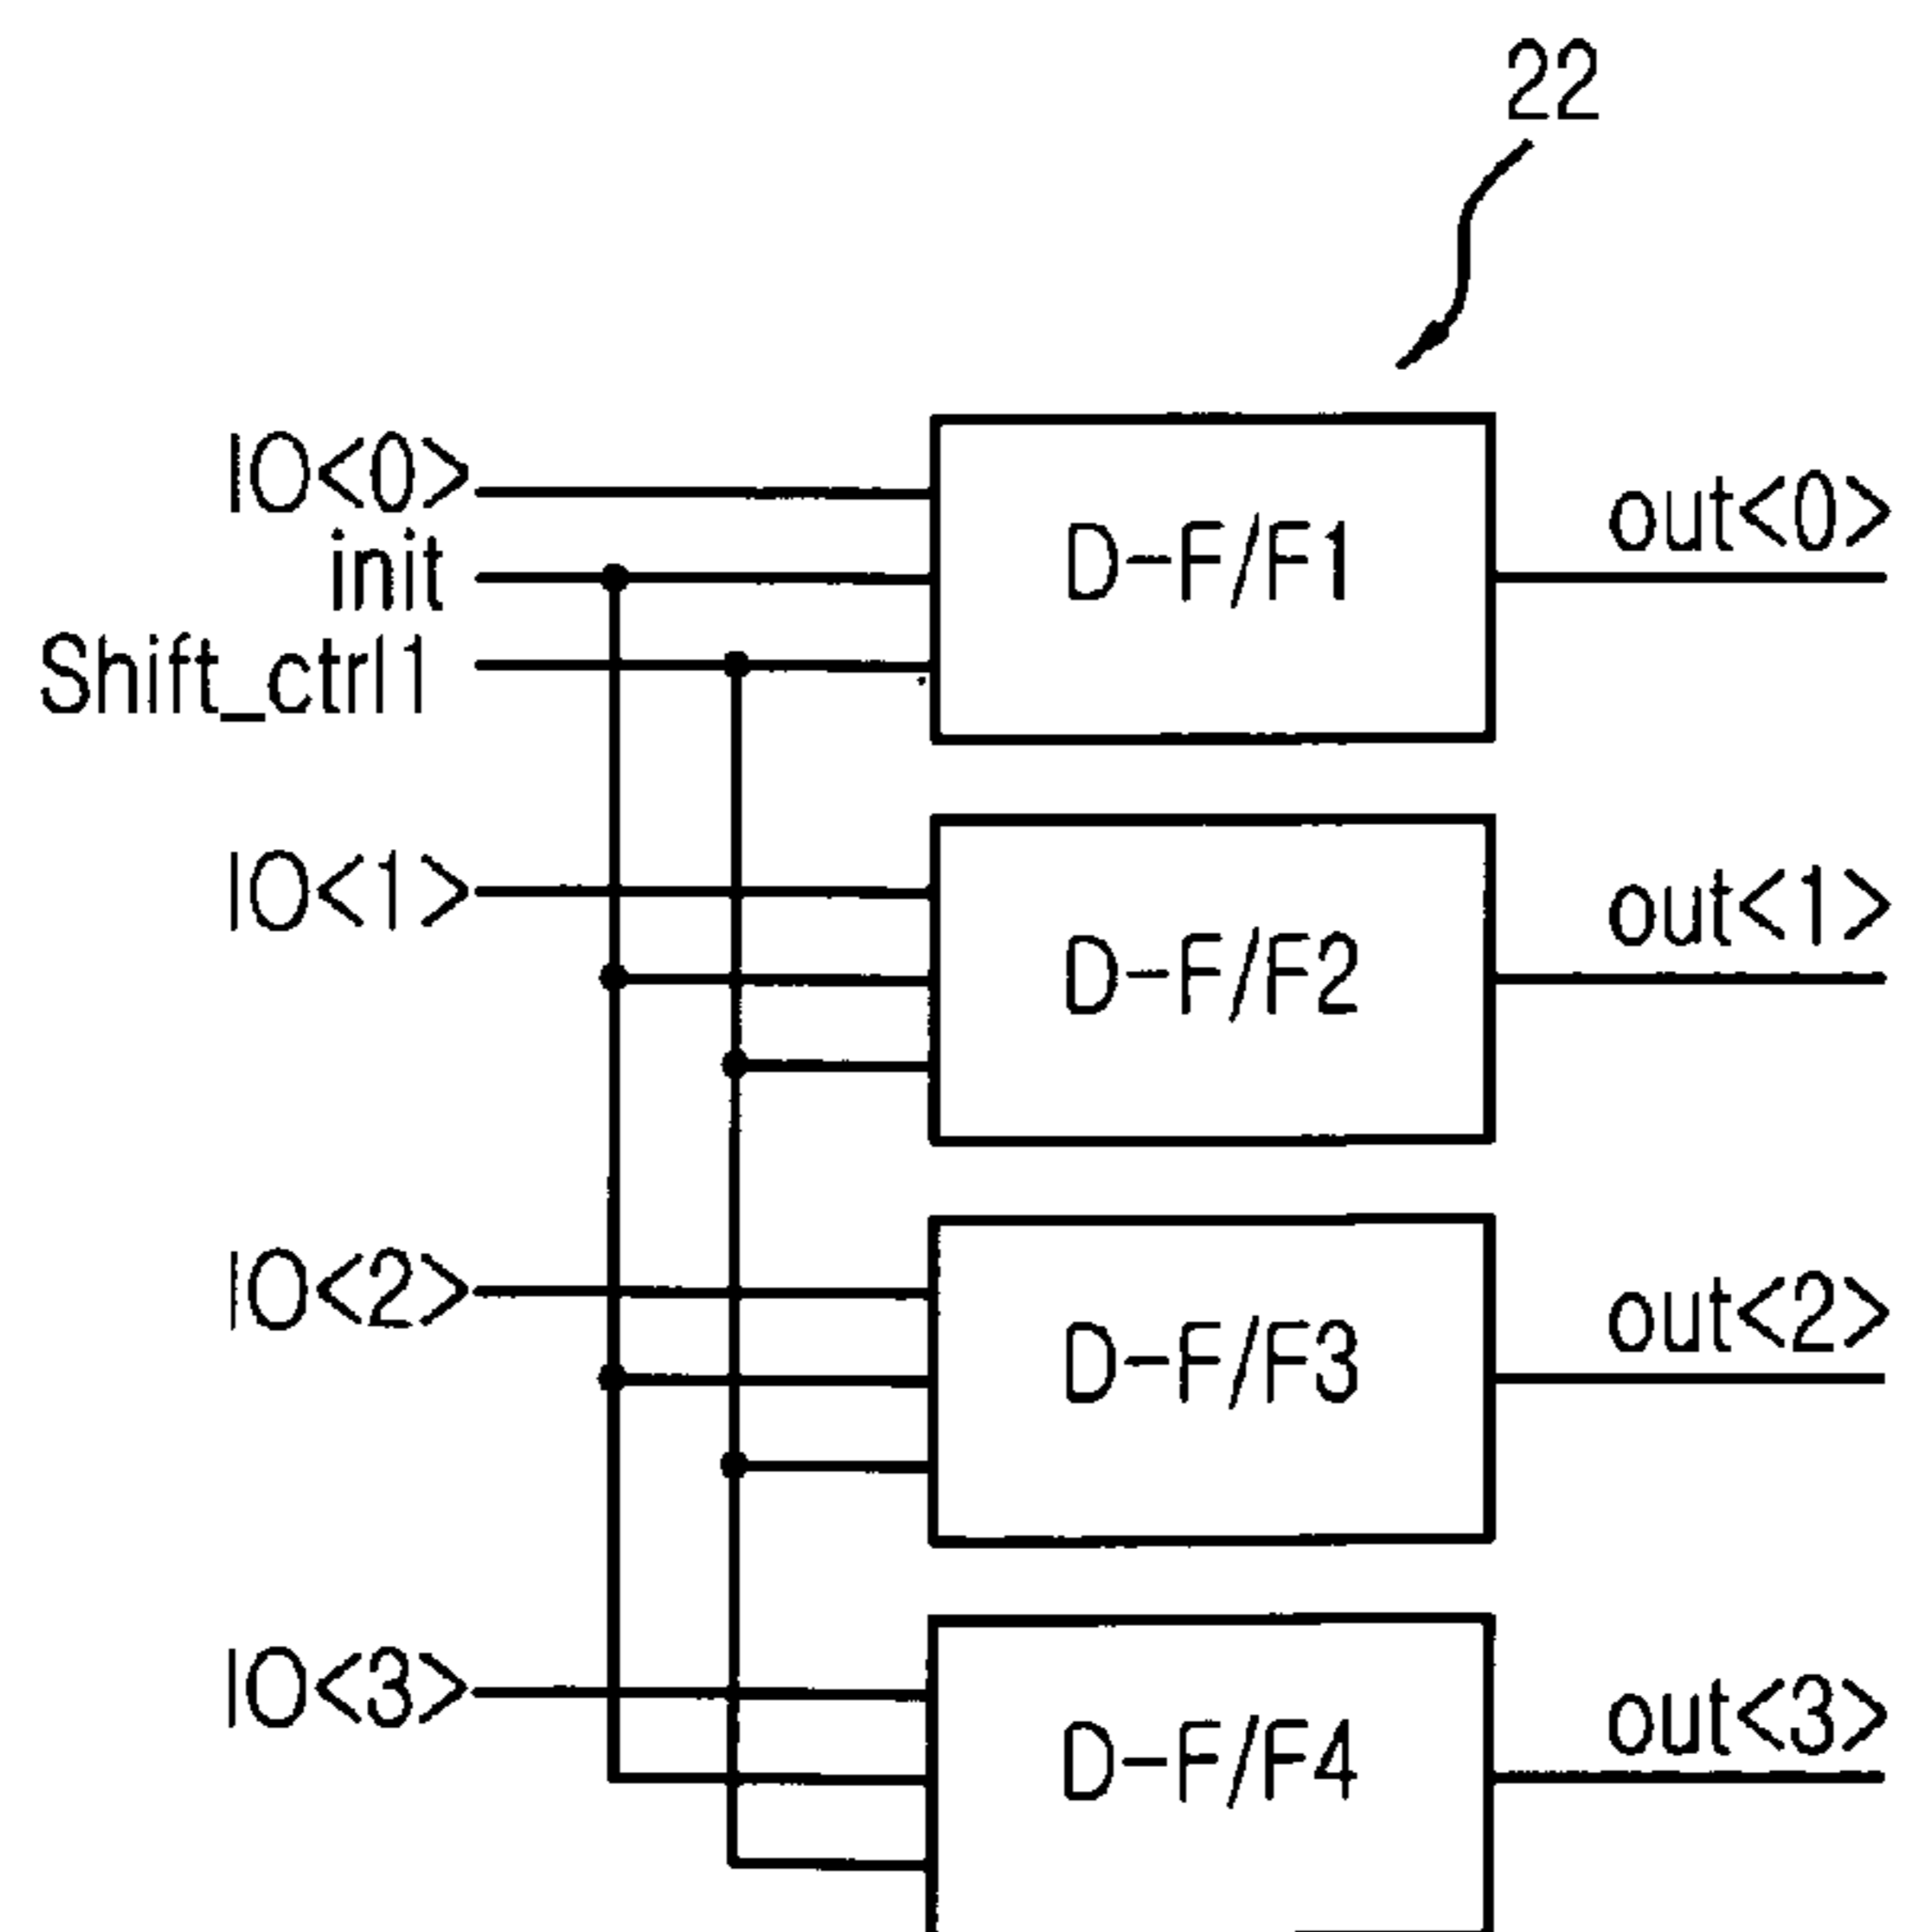 22
IO<0>
init
Shift_ctrl1
D-F/F1
out<0>
IO<1>
D-F/F2
out<1>
IO<2>
D-F/F3
out<2>
IO<3>
D-F/F4
out<3>